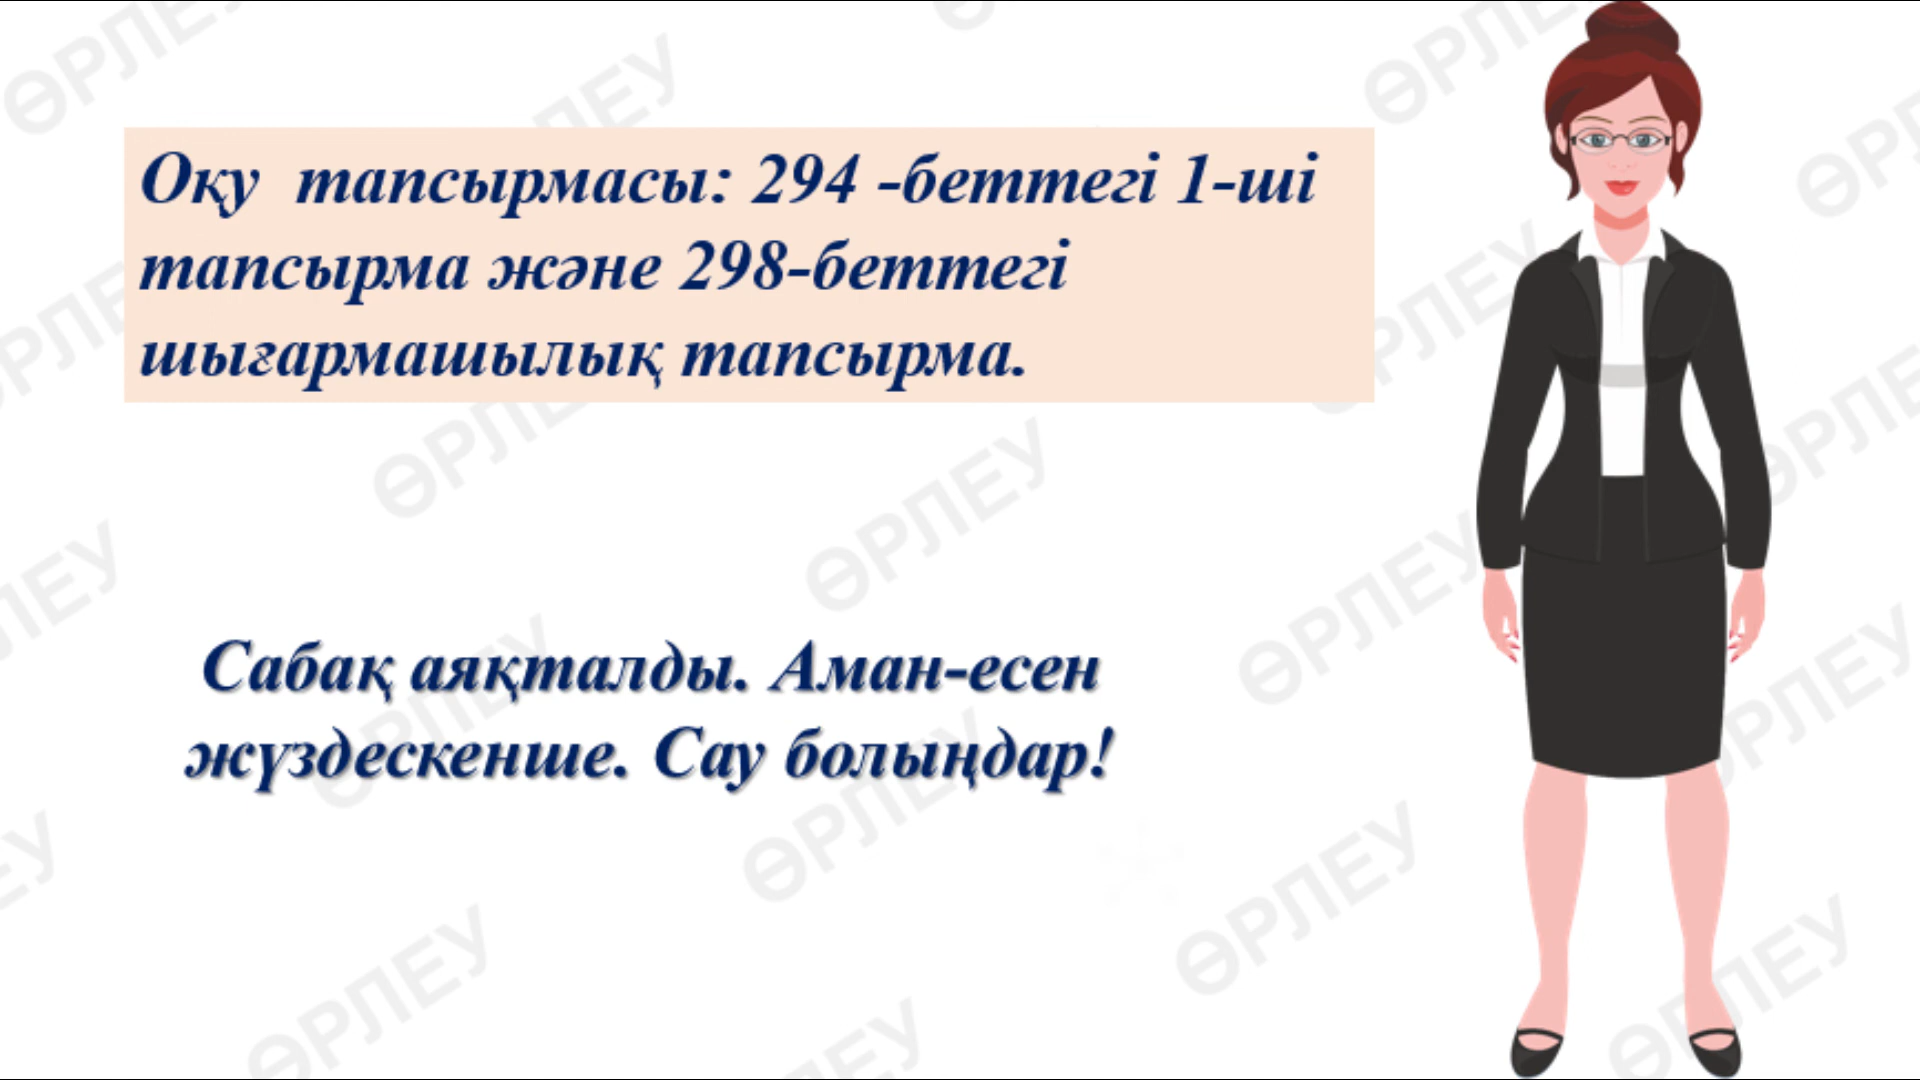 Оқу тапсырмасы: 294 -беттегі 1-ші
тапсырма және 298-беттегі
шығармашылық тапсырма.
Сабақ аяқталды. Аман-есен
жүздескенше. Сау болыңдар!
ӨРЛЕУ